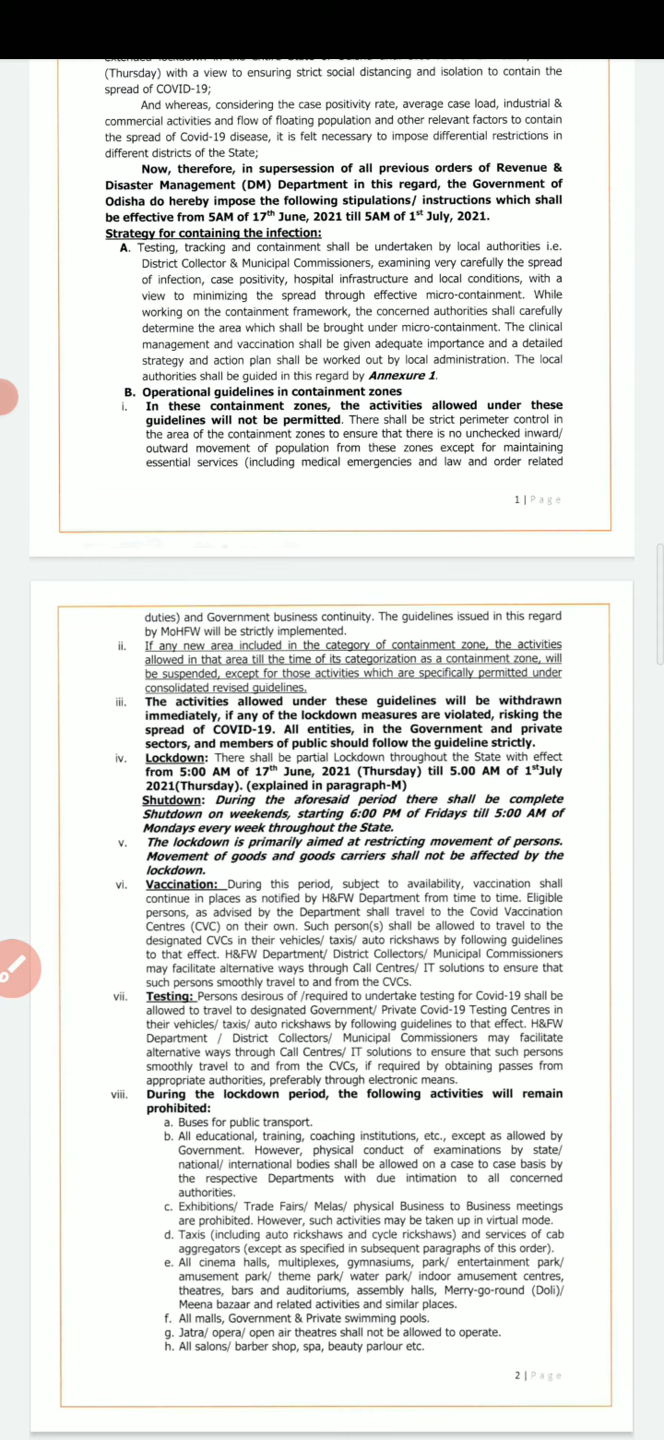 (Thursday) with a view to ensuring strict social distancing and isolation to contain the
spread of COVID-19;
And whereas, considering the case positivity rate, average case load, industrial &
commercial activities and flow of floating population and other relevant factors to contain
the spread of Covid-19 disease, it is felt necessary to impose differential restrictions in
different districts of the State;
Now, therefore, in supersession of all previous orders of Revenue &
Disaster Management (DM) Department in this regard, the Government of
Odisha do hereby impose the following stipulations/ instructions which shall
be effective from 5AM of 17th June, 2021 till 5AM of 1st July, 2021.
Strategy for containing the infection:
A. Testing, tracking and containment shall be undertaken by local authorities i.e.
District Collector & Municipal Commissioners, examining very carefully the spread
of infection, case positivity, hospital infrastructure and local conditions, with a
view to minimizing the spread through effective micro-containment. While
working on the containment framework, the concerned authorities shall carefully
determine the area which shall be brought under micro-containment. The clinical
management and vaccination shall be given adequate importance and a detailed
strategy and action plan shall be worked out by local administration. The local
authorities shall be guided in this regard by Annexure 1.
B. Operational guidelines in containment zones
i. In these containment zones, the activities allowed under these
guidelines will not be permitted. There shall be strict perimeter control in
the area of the containment zones to ensure that there is no unchecked inward/
outward movement of population from these zones except for maintaining
essential services (including medical emergencies and law and order related
1 | Page
duties) and Government business continuity. The guidelines issued in this regard
by MoHFW will be strictly implemented.
ii. If any new area included in the category of containment zone, the activities
allowed in that area till the time of its categorization as a containment zone, will
be suspended, except for those activities which are specifically permitted under
consolidated revised guidelines.
iii. The activities allowed under these guidelines will be withdrawn
immediately, if any of the lockdown measures are violated, risking the
spread of COVID-19. All entities, in the Government and private
sectors, and members of public should follow the guideline strictly.
iv. Lockdown: There shall be partial Lockdown throughout the State with effect
from 5:00 AM of 17th June, 2021 (Thursday) till 5.00 AM of 1stJuly
2021(Thursday). (explained in paragraph-M)
Shutdown: During the aforesaid period there shall be complete
Shutdown on weekends, starting 6:00 PM of Fridays till 5:00 AM of
Mondays every week throughout the State.
v. The lockdown is primarily aimed at restricting movement of persons.
Movement of goods and goods carriers shall not be affected by the
lockdown.
vi. Vaccination: During this period, subject to availability, vaccination shall
continue in places as notified by H&FW Department from time to time. Eligible
persons, as advised by the Department shall travel to the Covid Vaccination
Centres (CVC) on their own. Such person(s) shall be allowed to travel to the
designated CVCs in their vehicles/ taxis/ auto rickshaws by following guidelines
to that effect. H&FW Department/ District Collectors/ Municipal Commissioners
may facilitate alternative ways through Call Centres/ IT solutions to ensure that
such persons smoothly travel to and from the CVCs.
vii. Testing: Persons desirous of /required to undertake testing for Covid-19 shall be
allowed to travel to designated Government/ Private Covid-19 Testing Centres in
their vehicles/ taxis/ auto rickshaws by following guidelines to that effect. H&FW
Department / District Collectors/ Municipal Commissioners may facilitate
alternative ways through Call Centres/ IT solutions to ensure that such persons
smoothly travel to and from the CVCs, if required by obtaining passes from
appropriate authorities, preferably through electronic means.
viii. During the lockdown period, the following activities will remain
prohibited:
a. Buses for public transport.
b. All educational, training, coaching institutions, etc., except as allowed by
Government. However, physical conduct of examinations by state/
national/ international bodies shall be allowed on a case to case basis by
the respective Departments with due intimation to all concerned
authorities.
c. Exhibitions/ Trade Fairs/ Melas/ physical Business to Business meetings
are prohibited. However, such activities may be taken up in virtual mode.
d. Taxis (including auto rickshaws and cycle rickshaws) and services of cab
aggregators (except as specified in subsequent paragraphs of this order).
e. All cinema halls, multiplexes, gymnasiums, park/ entertainment park/
amusement park/ theme park/ water park/ indoor amusement centres,
theatres, bars and auditoriums, assembly halls, Merry-go-round (Doli)/
Meena bazaar and related activities and similar places.
f. All malls, Government & Private swimming pools.
g. Jatra/ opera/ open air theatres shall not be allowed to operate.
h. All salons/ barber shop, spa, beauty parlour etc.
2 | Page